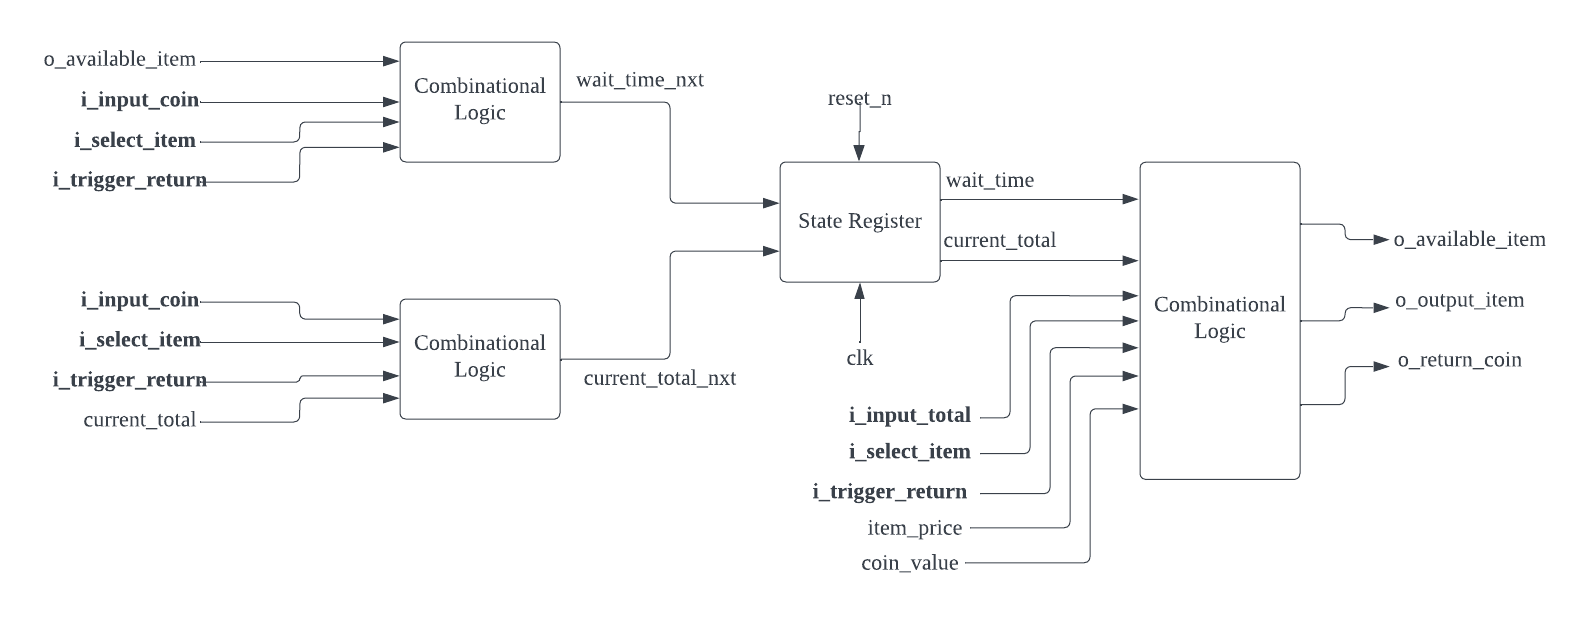 o_available_item
i_input_coin
i_select_item
i_trigger_return
Combinational
Logic
wait_time_nxt
i_input_coin
i_select_item
i_trigger_return
current_total
Combinational
Logic
current_total_nxt
reset_n
State Register
clk
wait_time
current_total
i_input_total
i_select_item
i_trigger_return
item_price
coin_value
Combinational
Logic
o_available_item
o_output_item
o_return_coin